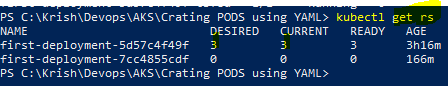 PS C:\Krish\Devops\AKS\Crating PODS using YAML> kubectl get rs
NAME DESIRED CURRENT READY AGE
first-deployment-5d57c4f49f 3 3 3 3h16m
first-deployment-7cc4855cdf 0 0 0 166m
PS C:\Krish\Devops\AKS\Crating PODS using YAML>